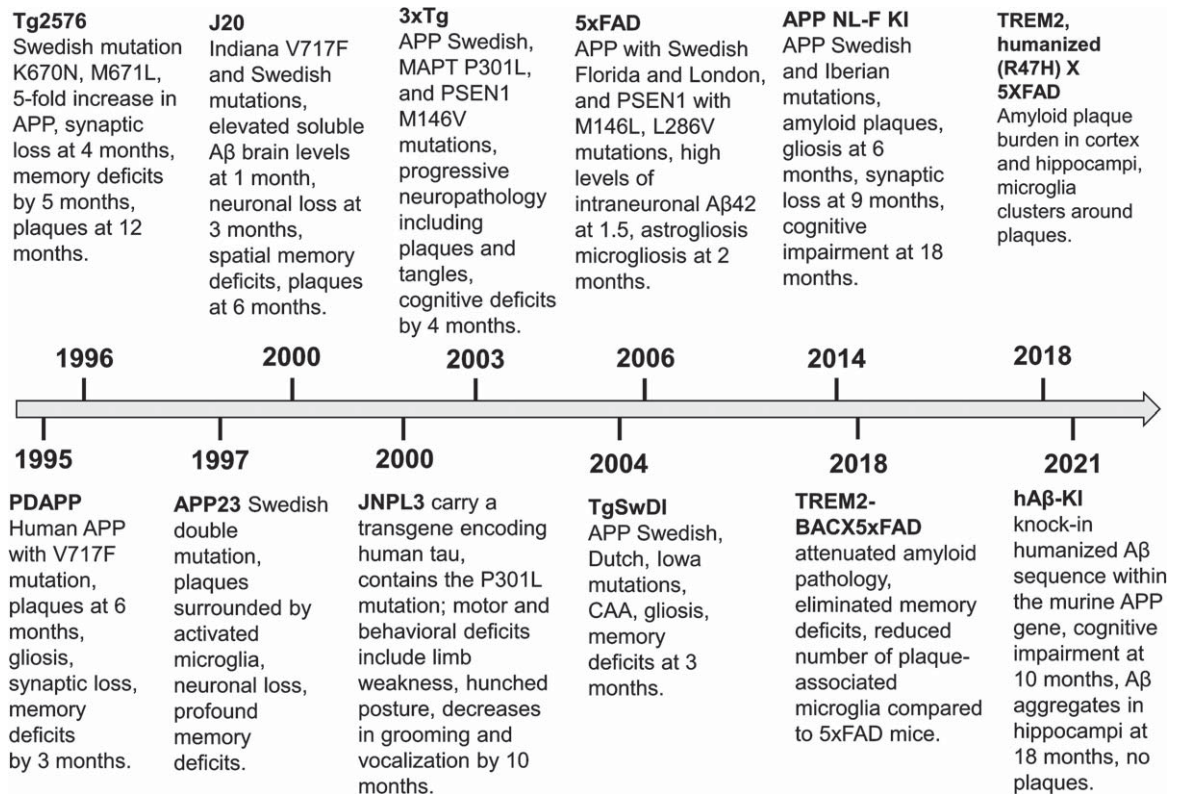 Tg2576
Swedish mutation
K670N, M671L,
5-fold increase in
APP, synaptic
loss at 4 months,
memory deficits
by 5 months,
plaques at 12
months.
J20
Indiana V717F
and Swedish
mutations,
elevated soluble
Aβ brain levels
at 1 month,
neuronal loss at
3 months,
spatial memory
deficits, plaques
at 6 months.
3xTg
APP Swedish,
MAPT P301L,
and PSEN1
M146V
mutations,
progressive
neuropathology
including
plaques and
tangles,
cognitive deficits
by 4 months.
5xFAD
APP with Swedish
Florida and London,
and PSEN1 with
M146L, L286V
mutations, high
levels of
intraneuronal Aβ42
at 1.5, astrogliosis
microgliosis at 2
months.
APP NL-F KI
APP Swedish
and Iberian
mutations,
amyloid plaques,
gliosis at 6
months, synaptic
loss at 9 months,
cognitive
impairment at 18
months.
TREM2,
humanized
(R47H) X
5XFAD
Amyloid plaque
burden in cortex
and hippocampi,
microglia
clusters around
plaques.
1996
2000
2003
2006
2014
2018
1995
1997
2000
2004
2018
2021
PDAPP
Human APP
with V717F
mutation,
plaques at 6
months,
gliosis,
synaptic loss,
memory
deficits
by 3 months.
APP23 Swedish
double
mutation,
plaques
surrounded by
activated
microglia,
neuronal loss,
profound
memory
deficits.
JNPL3 carry a
transgene encoding
human tau,
contains the P301L
mutation; motor and
behavioral deficits
include limb
weakness, hunched
posture, decreases
in grooming and
vocalization by 10
months.
TgSwDI
APP Swedish,
Dutch, Iowa
mutations,
CAA, gliosis,
memory
deficits at 3
months.
TREM2-
BACX5xFAD
attenuated amyloid
pathology,
eliminated memory
deficits, reduced
number of plaque-
associated
microglia compared
to 5xFAD mice.
hAβ-KI
knock-in
humanized Aβ
sequence within
the murine APP
gene, cognitive
impairment at
10 months, Aβ
aggregates in
hippocampi at
18 months, no
plaques.